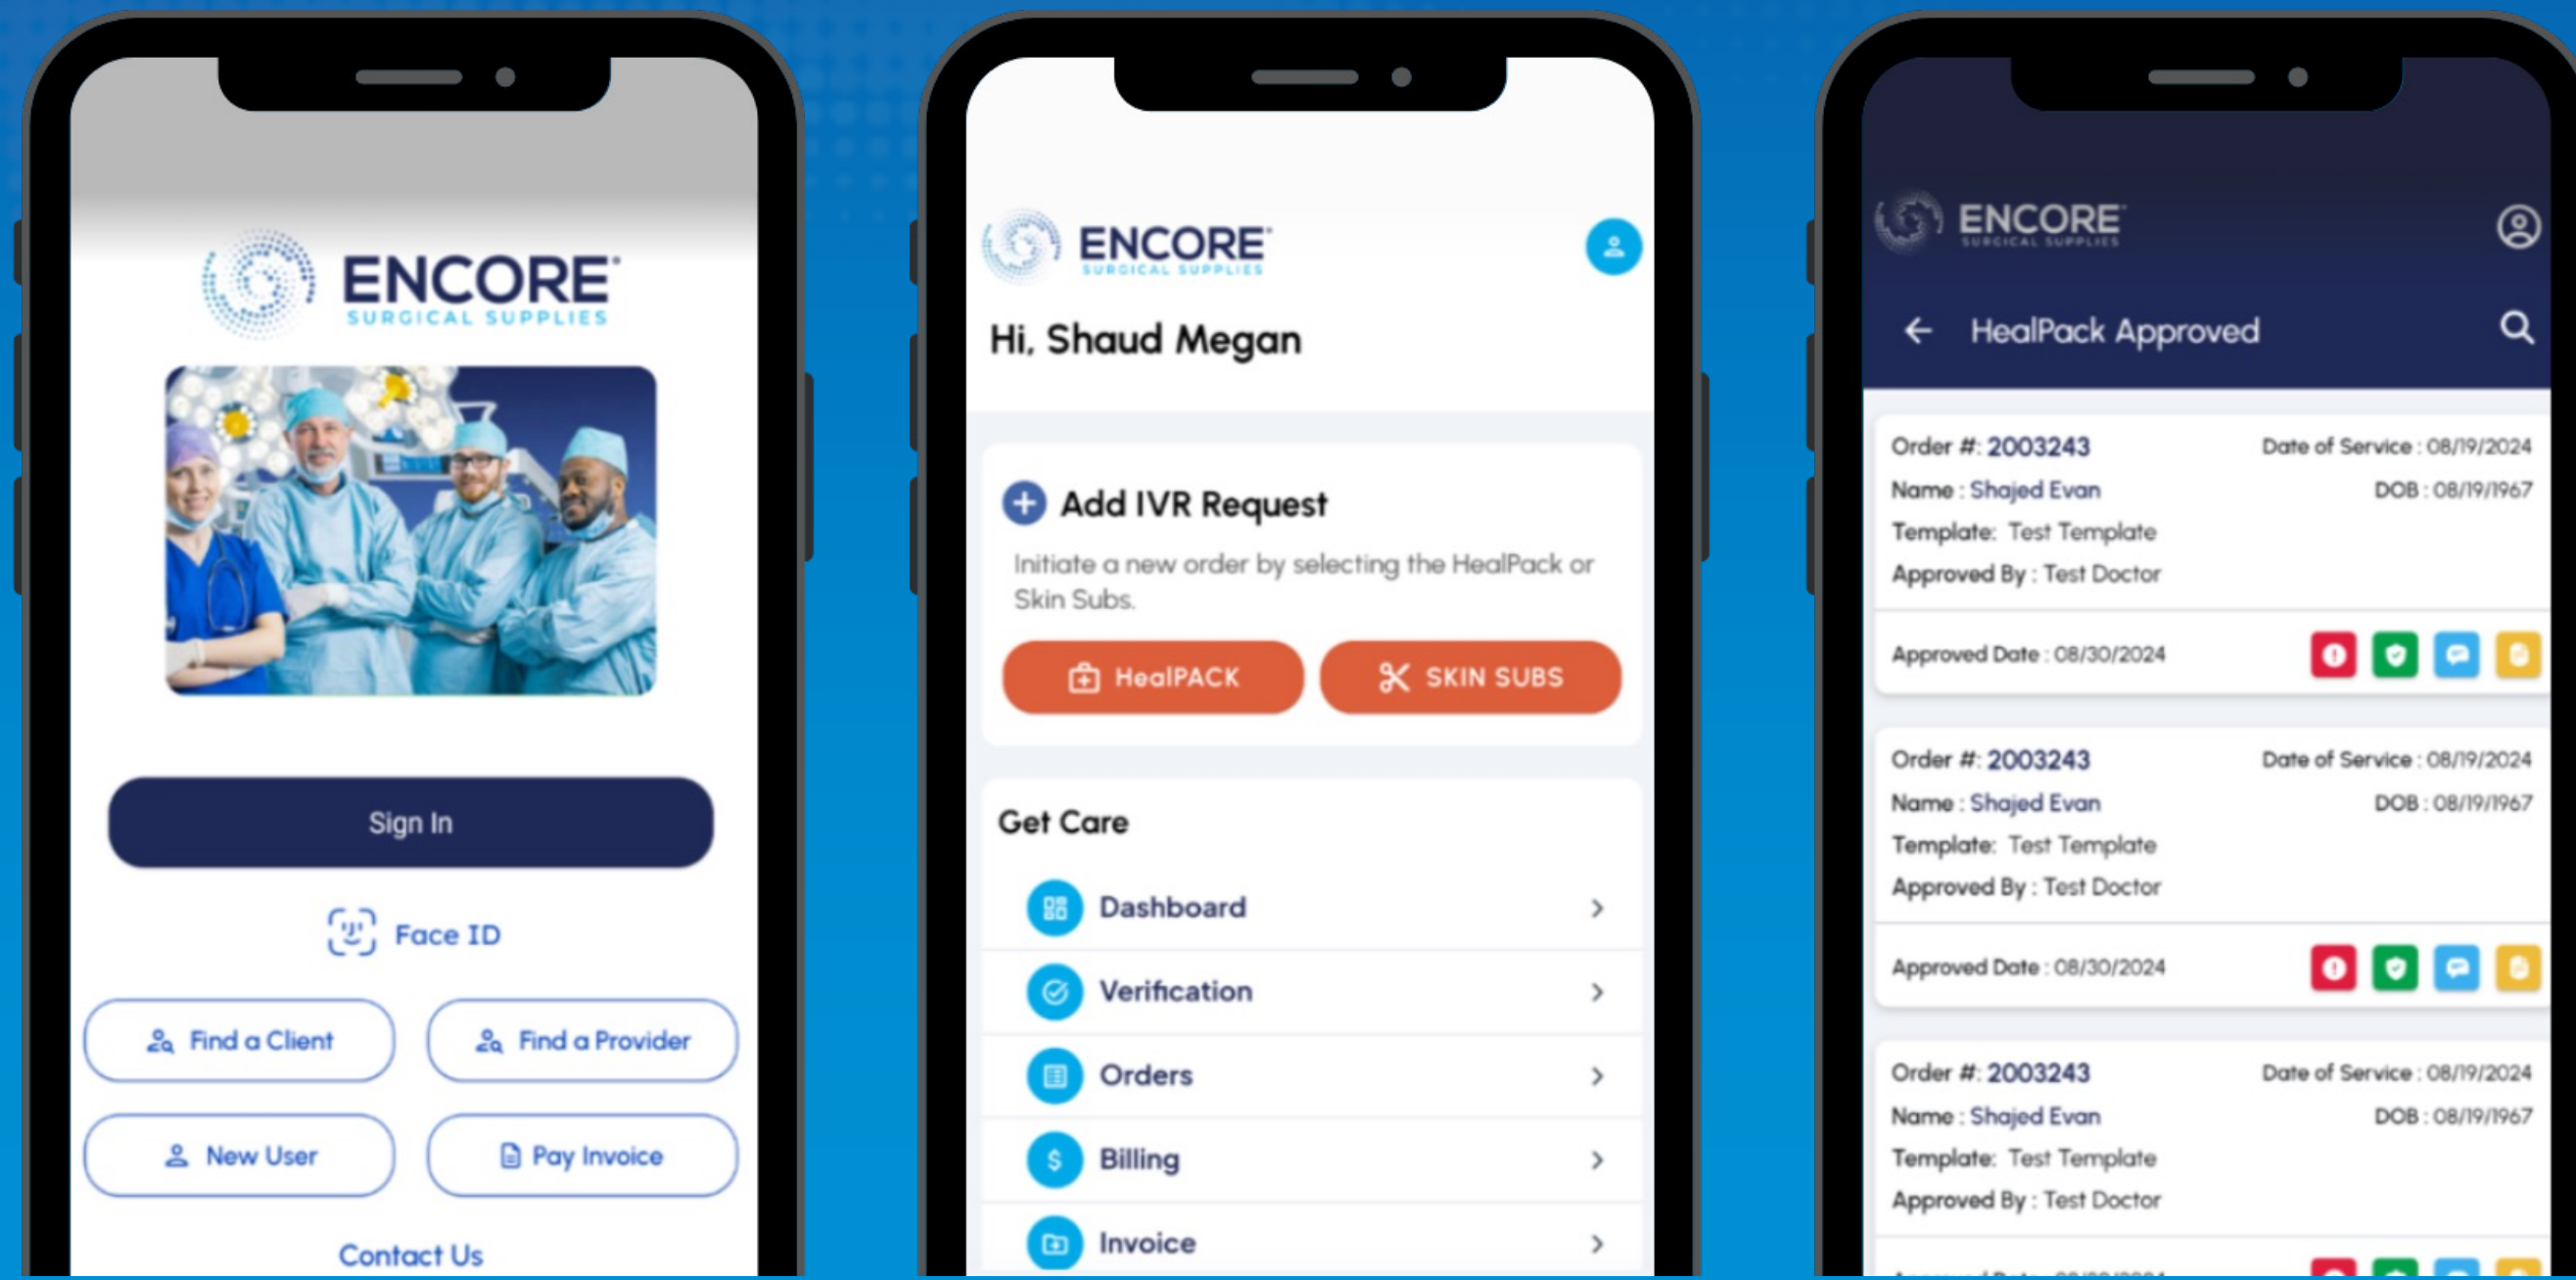 ENCORE
SURGICAL SUPPLIES
Sign In
Face ID
Find a Client
Find a Provider
New User
Pay Invoice
Contact Us
ENCORE
SURGICAL SUPPLIES
Hi, Shaud Megan
Add IVR Request
Initiate a new order by selecting the HealPack or
Skin Subs.
HealPACK
SKIN SUBS
Get Care
Dashboard
Verification
Orders
Billing
Invoice
ENCORE
SURGICAL SUPPLIES
HealPack Approved
Order #: 2003243 Date of Service : 08/19/2024
Name : Shajed Evan DOB : 08/19/1967
Template: Test Template
Approved By : Test Doctor
Approved Date : 08/30/2024
Order #: 2003243 Date of Service : 08/19/2024
Name : Shajed Evan DOB : 08/19/1967
Template: Test Template
Approved By : Test Doctor
Approved Date : 08/30/2024
Order #: 2003243 Date of Service : 08/19/2024
Name : Shajed Evan DOB : 08/19/1967
Template: Test Template
Approved By : Test Doctor